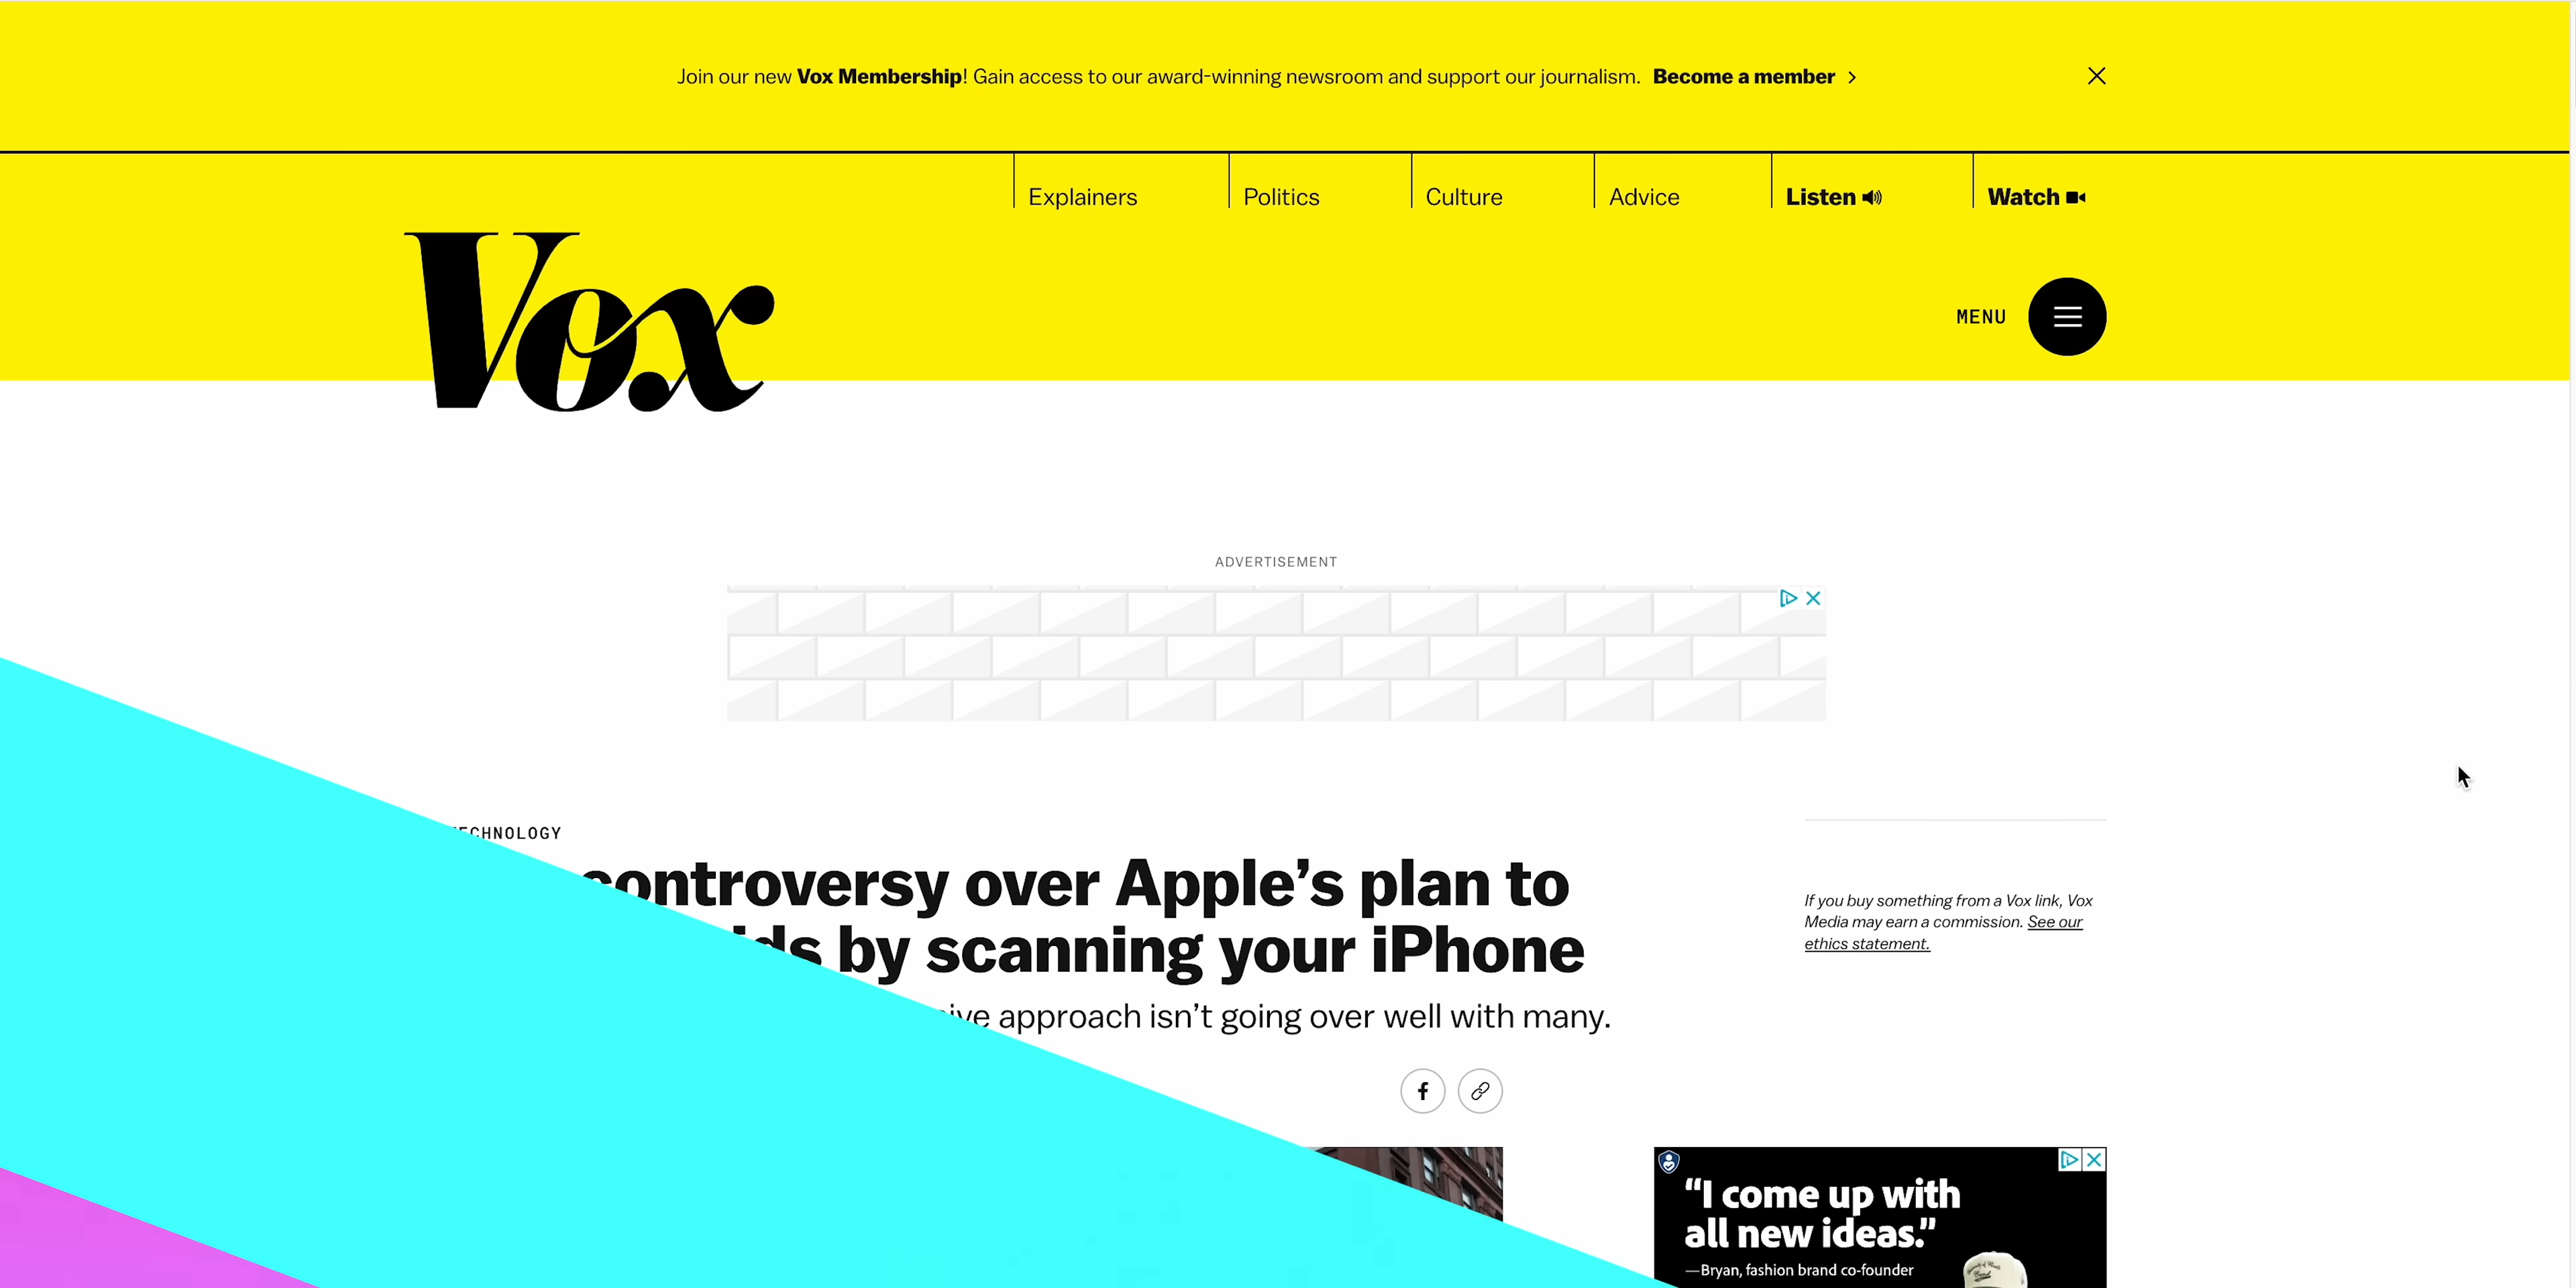 Join our new Vox Membership! Gain access to our award-winning newsroom and support our journalism. Become a member
Explainers Politics Culture Advice Listen Watch
Vox
MENU
ADVERTISEMENT
TECHNOLOGY
controversy over Apple's plan to
by scanning your iPhone
approach isn't going over well with many.
If you buy something from a Vox link, Vox
Media may earn a commission. See our
ethics statement.
"I come up with
all new ideas."
—Bryan, fashion brand co-founder